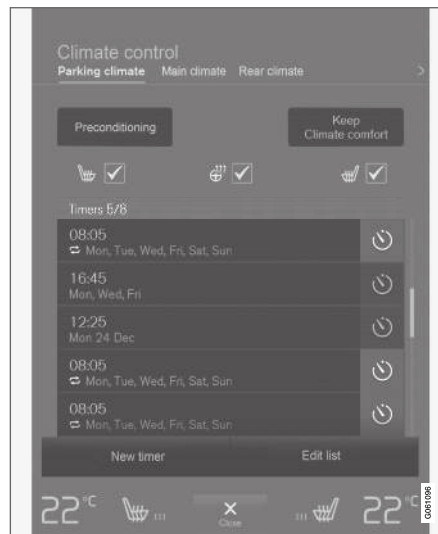 Climate control
Parking climate Main climate Rear climate
Preconditioning
Keep
Climate comfort
Timers 5/8
08:05
Mon, Tue, Wed, Fri, Sat, Sun
16:45
Mon, Wed, Fri
12:25
Mon 24 Dec
08:05
Mon, Tue, Wed, Fri, Sat, Sun
08:05
Mon, Tue, Wed, Fri, Sat, Sun
New timer Edit list
22°C Close 22°C
G061096